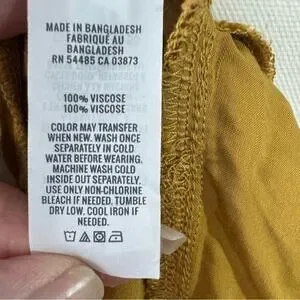 MADE IN BANGLADESH
FABRIQUÉ AU
BANGLADESH
RN 54485 CA 03873
100% VISCOSE
100% VISCOSE
COLOR MAY TRANSFER
WHEN NEW. WASH ONCE
SEPARATELY IN COLD
WATER BEFORE WEARING.
MACHINE WASH COLD
INSIDE OUT SEPARATELY.
USE ONLY NON-CHLORINE
BLEACH IF NEEDED. TUMBLE
DRY LOW. COOL IRON IF
NEEDED.